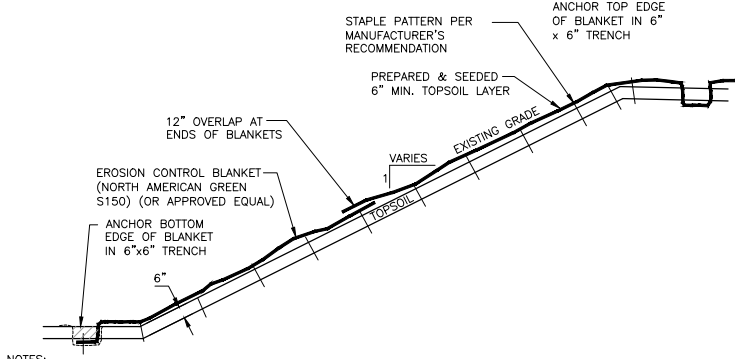 ANCHOR TOP EDGE
OF BLANKET IN 6"
x 6" TRENCH
STAPLE PATTERN PER
MANUFACTURER'S
RECOMMENDATION
PREPARED & SEEDED
6" MIN. TOPSOIL LAYER
12" OVERLAP AT
ENDS OF BLANKETS
EXISTING GRADE
VARIES
1
TOPSOIL
EROSION CONTROL BLANKET
(NORTH AMERICAN GREEN
S150) (OR APPROVED EQUAL)
ANCHOR BOTTOM
EDGE OF BLANKET
IN 6"x6" TRENCH
6"
NOTES: